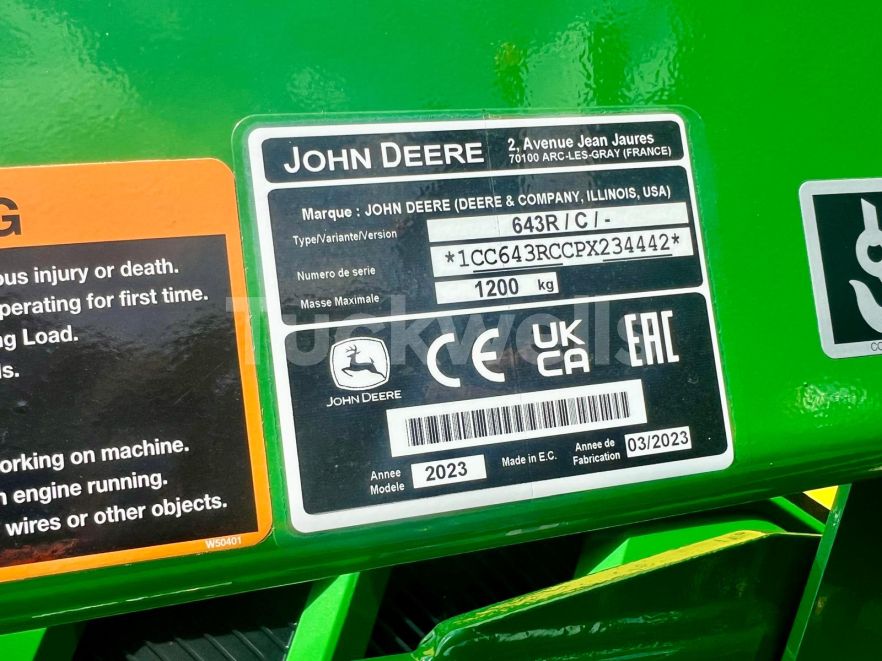 G
ous injury or death.
perating for first time.
ng Load.
ls.
orking on machine.
n engine running.
wires or other objects.
W50401
JOHN DEERE
2, Avenue Jean Jaures
70100 ARC-LES-GRAY (FRANCE)
Marque : JOHN DEERE (DEERE & COMPANY, ILLINOIS, USA)
Type/Variante/Version 643R / C / -
Numero de serie *1CC643RCCPX234442*
Masse Maximale 1200 kg
Tuckwells
JOHN DEERE
CE
UK
CA
EAC
Annee
Modele 2023
Made in E.C.
Annee de
Fabrication 03/2023
CO